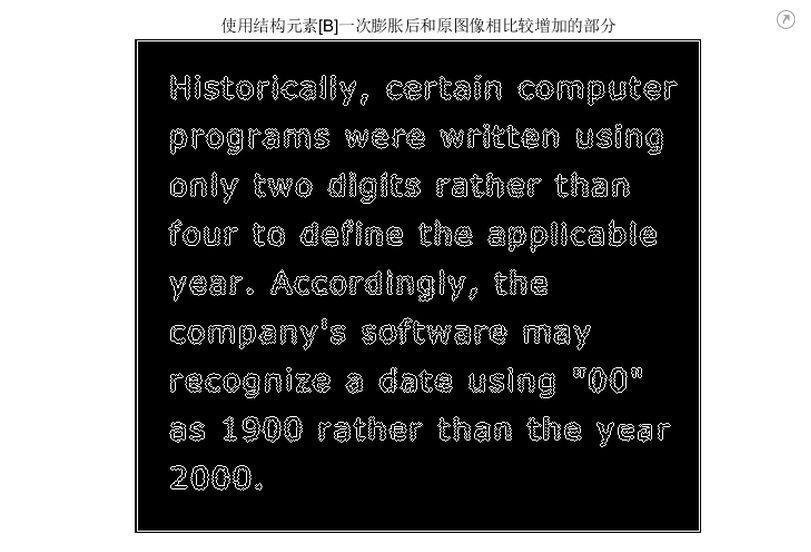 使用结构元素[B]一次膨胀后和原图像相比较增加的部分
Historically, certain computer
programs were written using
only two digits rather than
four to define the applicable
year. Accordingly, the
company's software may
recognize a date using "00"
as 1900 rather than the year
2000.